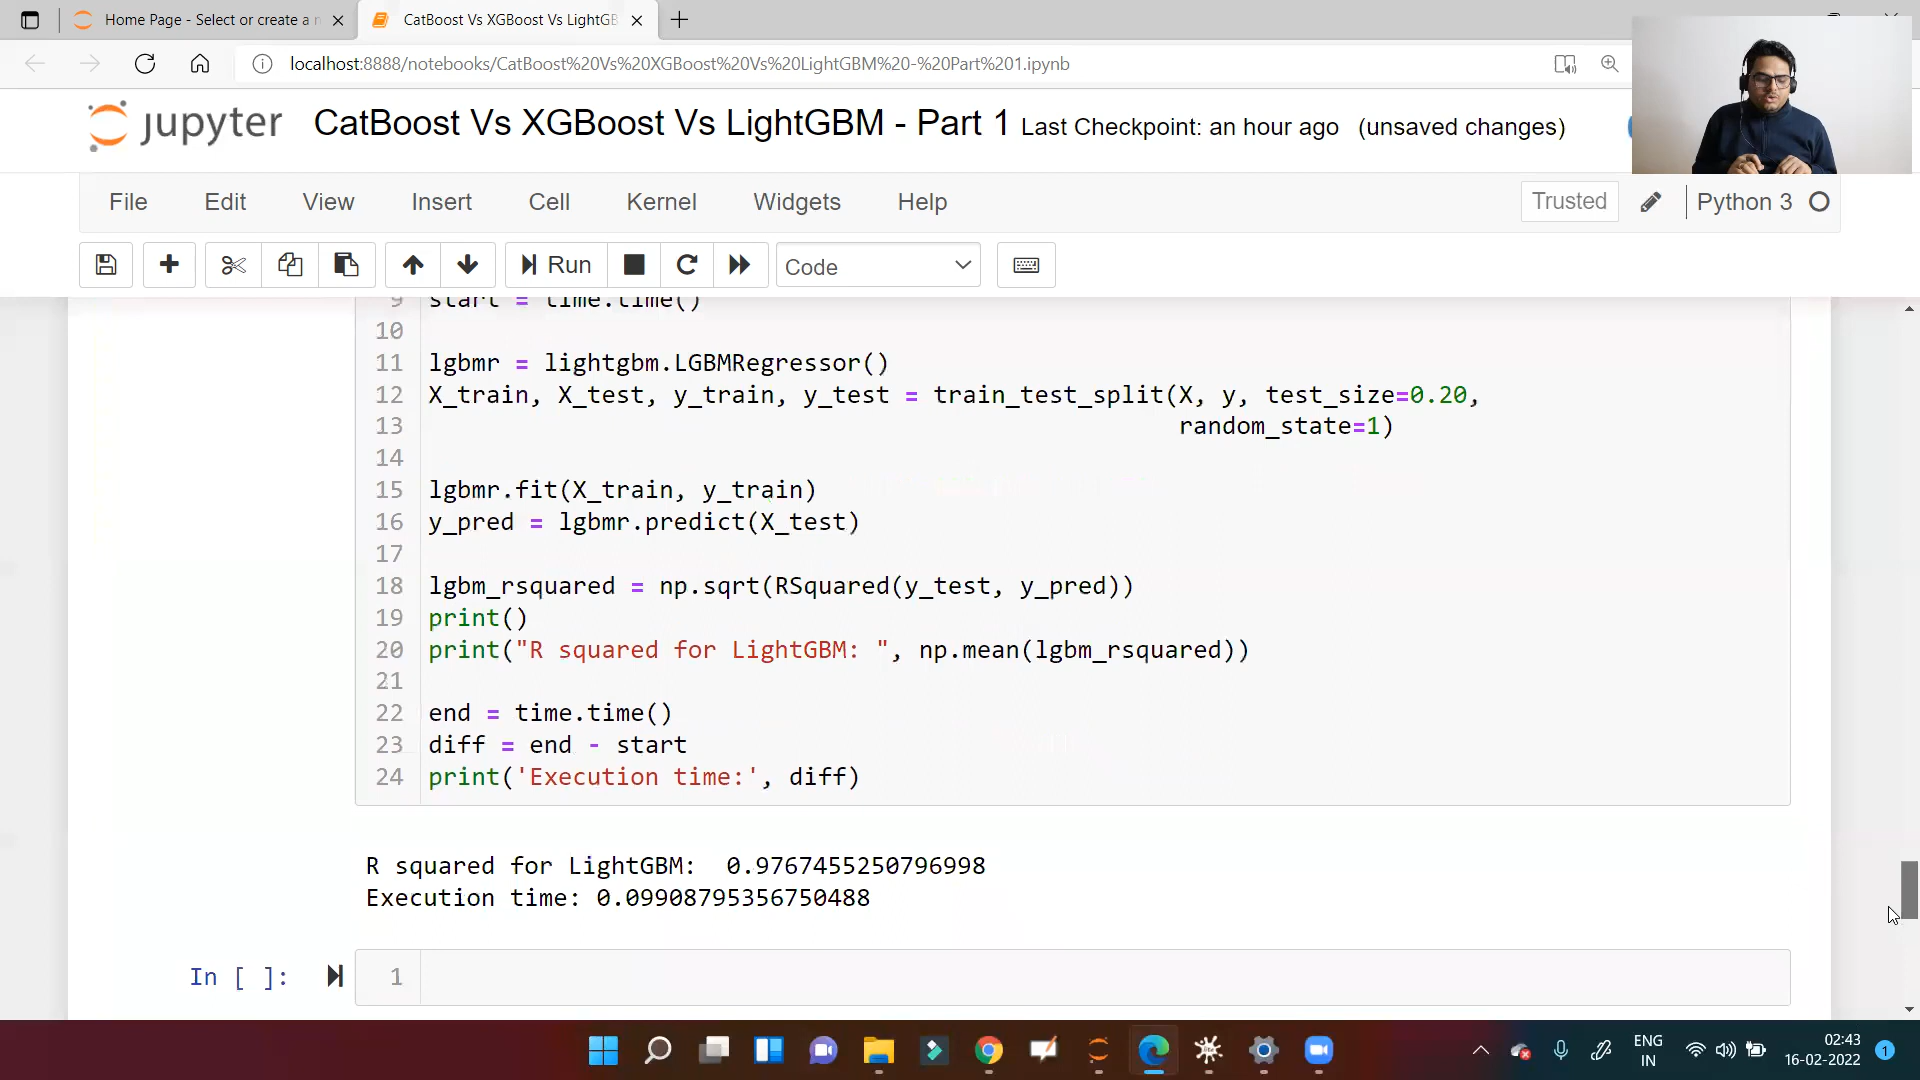 Home Page - Select or create a n
CatBoost Vs XGBoost Vs LightGB
localhost:8888/notebooks/CatBoost%20Vs%20XGBoost%20Vs%20LightGBM%20-%20Part%201.ipynb
jupyter CatBoost Vs XGBoost Vs LightGBM - Part 1 Last Checkpoint: an hour ago (unsaved changes)
File Edit View Insert Cell Kernel Widgets Help Trusted Python 3
Run Code
9 start = time.time()
10
11 lgbmr = lightgbm.LGBMRegressor()
12 X_train, X_test, y_train, y_test = train_test_split(X, y, test_size=0.20,
13 random_state=1)
14
15 lgbmr.fit(X_train, y_train)
16 y_pred = lgbmr.predict(X_test)
17
18 lgbm_rsquared = np.sqrt(RSquared(y_test, y_pred))
19 print()
20 print("R squared for LightGBM: ", np.mean(lgbm_rsquared))
21
22 end = time.time()
23 diff = end - start
24 print('Execution time:', diff)
R squared for LightGBM:  0.9767455250796998
Execution time: 0.09908795356750488
In [ ]: 1
ENG
IN
02:43
16-02-2022
1